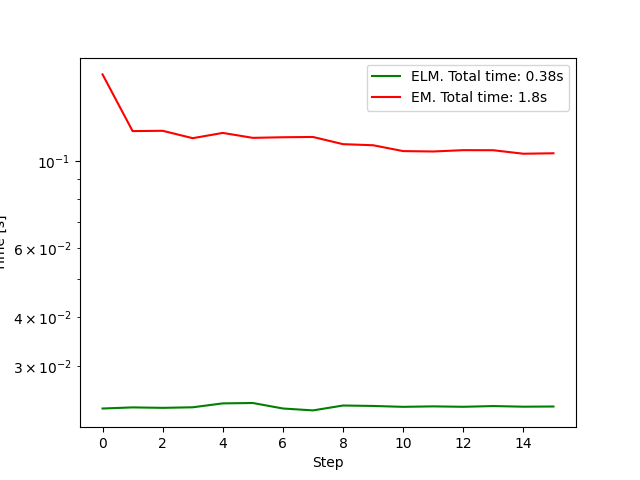 ELM. Total time: 0.38s
EM. Total time: 1.8s
10⁻¹
6 × 10⁻²
4 × 10⁻²
3 × 10⁻²
0 2 4 6 8 10 12 14
Step